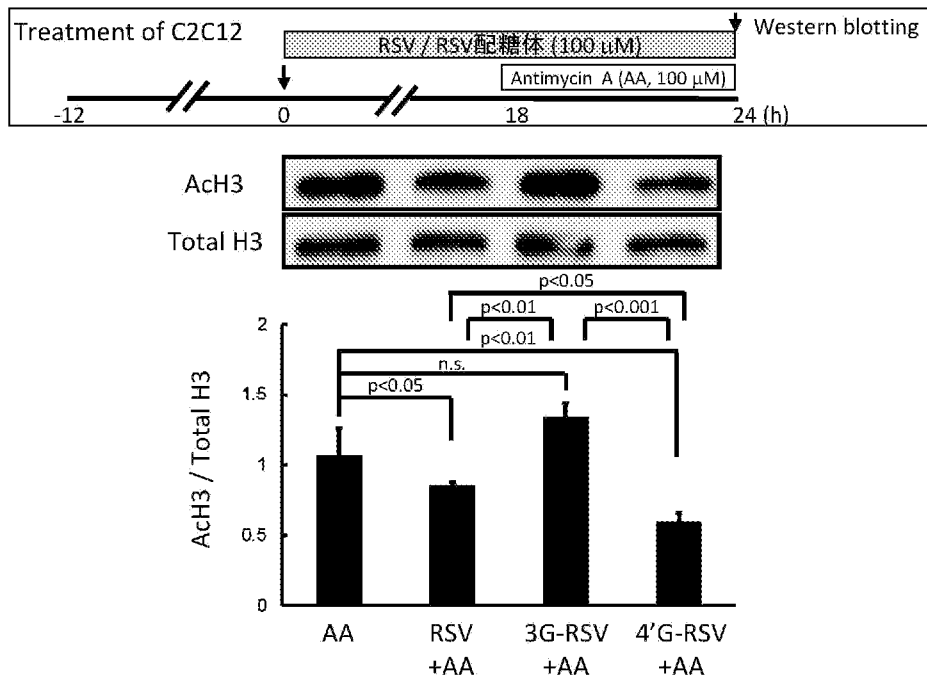 Treatment of C2C12
Western blotting
RSV / RSV配糖体 (100 μM)
Antimycin A (AA, 100 μM)
-12 0 18 24 (h)
AcH3
Total H3
p<0.05
p<0.01 p<0.001
p<0.01
n.s.
p<0.05
AcH3 / Total H3
2
1.5
1
0.5
0
AA RSV 3G-RSV 4'G-RSV
+AA +AA +AA